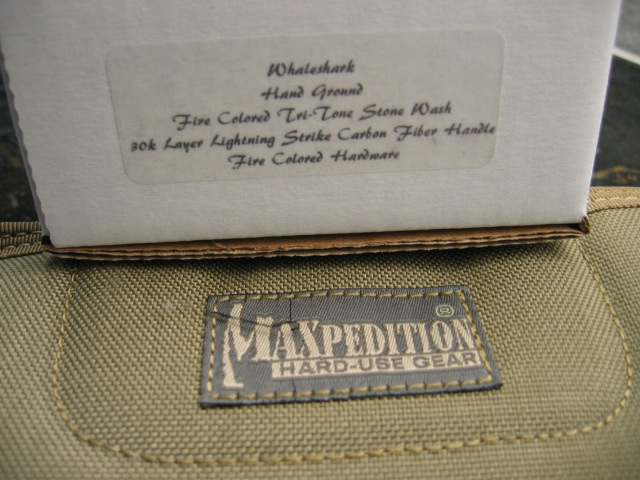 Whaleshark
Hand Ground
Fire Colored Tri-Tone Stone Wash
30k Layer Lightning Strike Carbon Fiber Handle
Fire Colored Hardware
MAXPEDITION®
HARD-USE GEAR